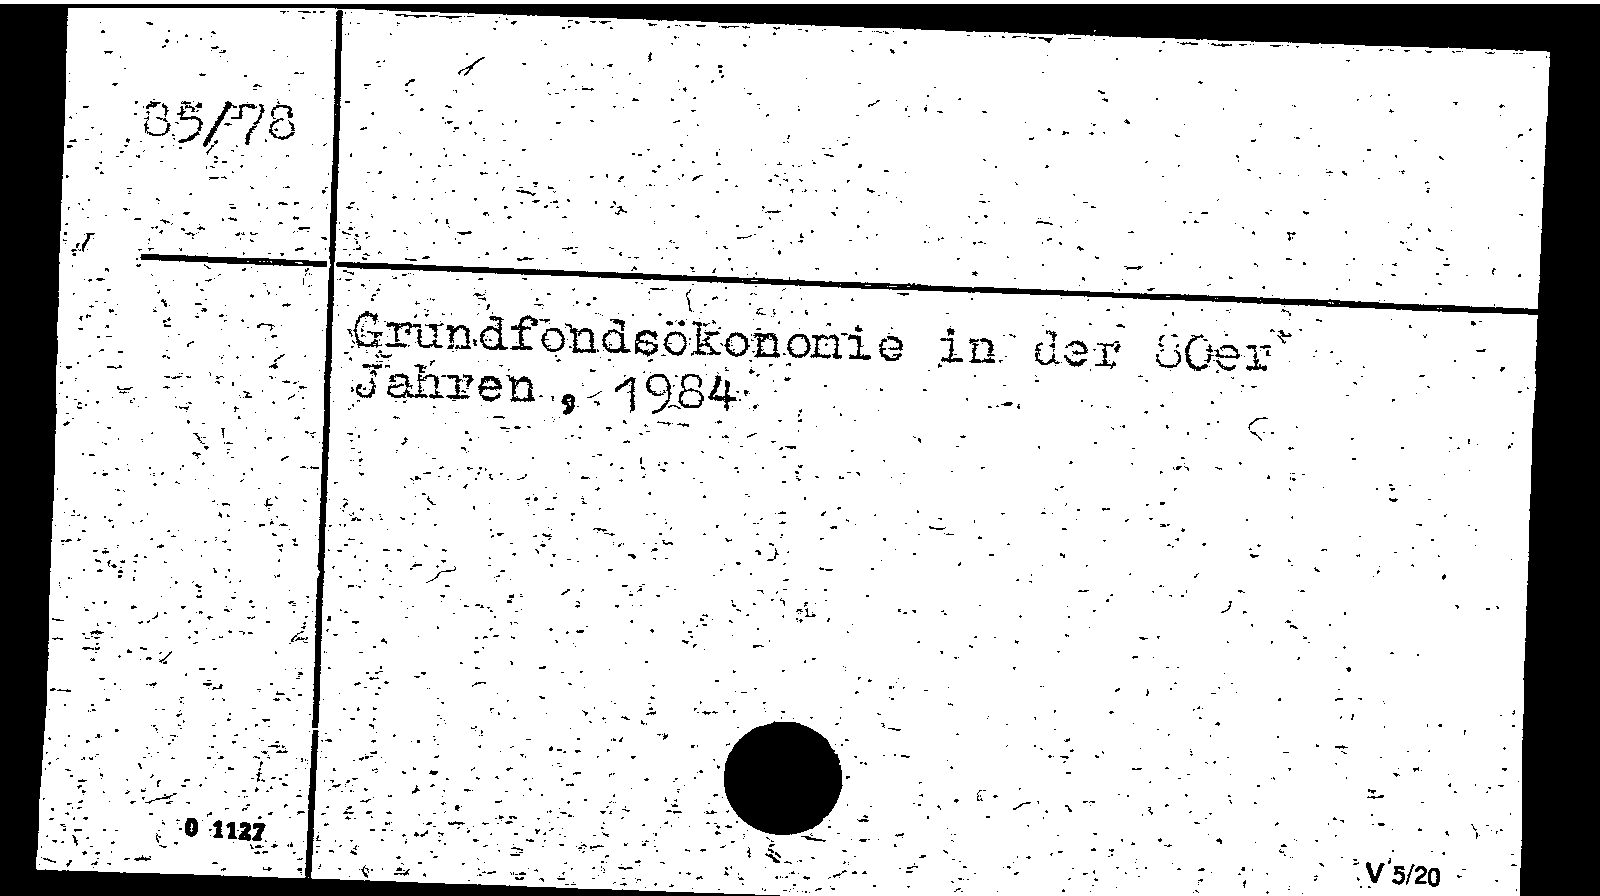 85/78
Grundfondsökonomie in der 80er
Jahren, 1984
0 1127
V 5/20